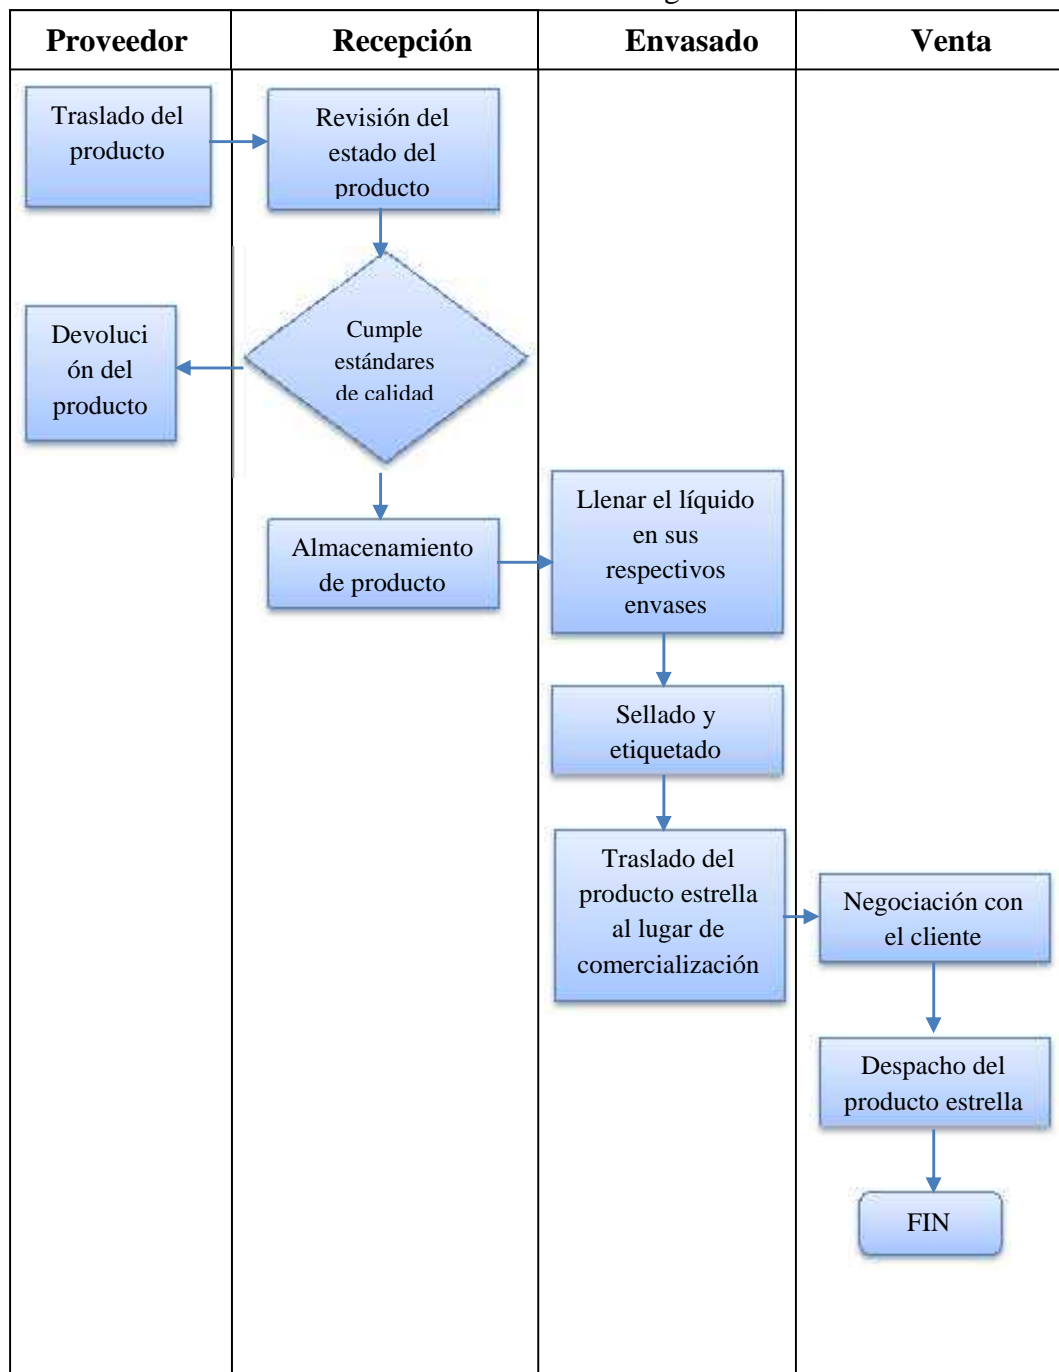 Proveedor
Recepción
Envasado
Venta
Traslado del
producto
Revisión del
estado del
producto
Cumple
estándares
de calidad
Devoluci
ón del
producto
Almacenamiento
de producto
Llenar el líquido
en sus
respectivos
envases
Sellado y
etiquetado
Traslado del
producto estrella
al lugar de
comercialización
Negociación con
el cliente
Despacho del
producto estrella
FIN